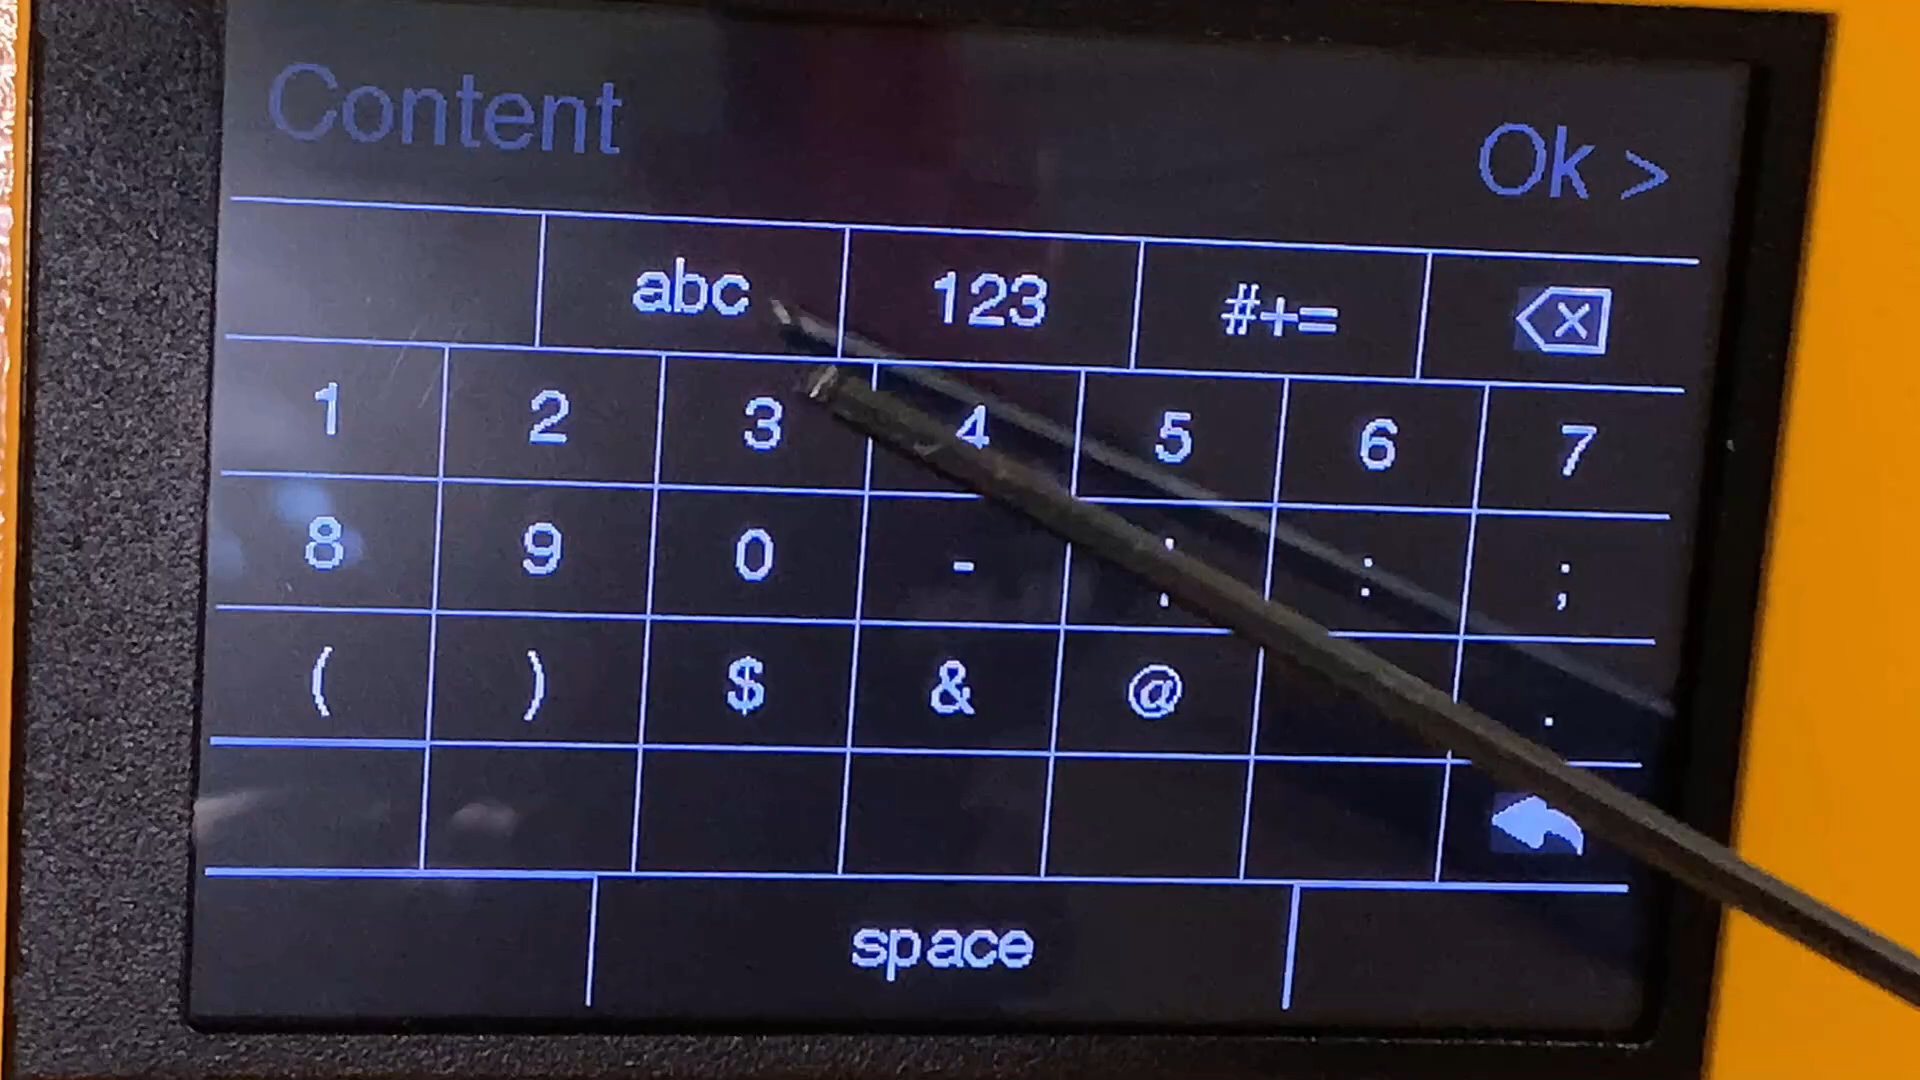 Content
Ok >
abc 123 #+=
1 2 3 4 5 6 7
8 9 0 - : ;
( ) $ & @ .
space